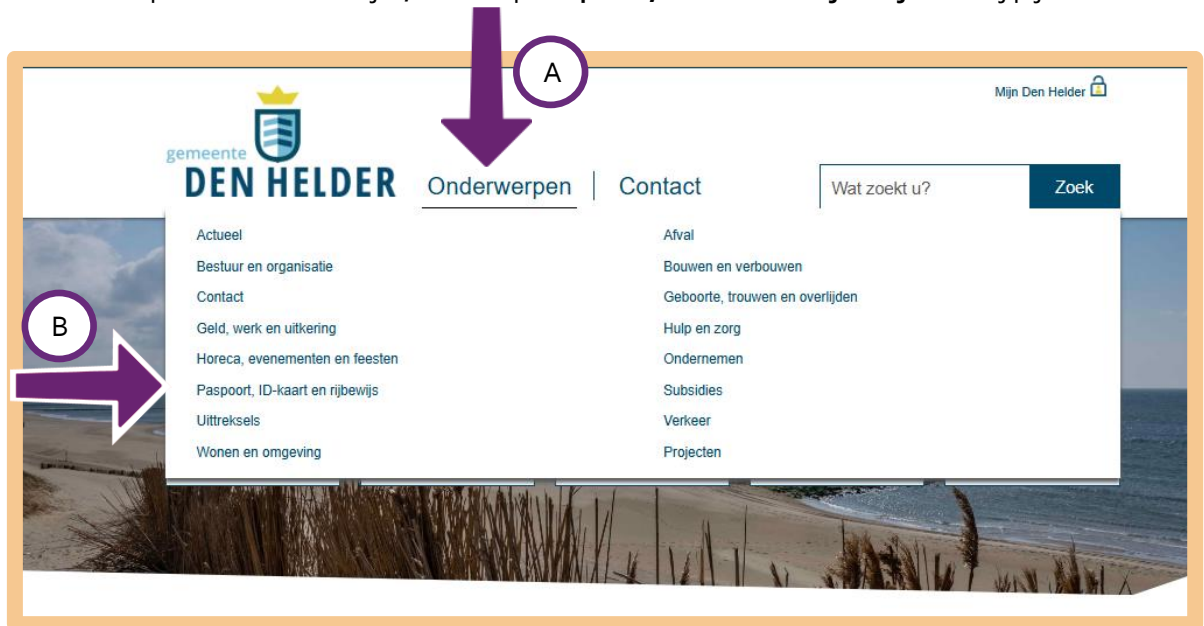 A
Mijn Den Helder
gemeente
DEN HELDER
Onderwerpen
Contact
Wat zoekt u?
Zoek
Actueel
Bestuur en organisatie
Contact
Geld, werk en uitkering
Horeca, evenementen en feesten
Paspoort, ID-kaart en rijbewijs
Uittreksels
Wonen en omgeving
Afval
Bouwen en verbouwen
Geboorte, trouwen en overlijden
Hulp en zorg
Ondernemen
Subsidies
Verkeer
Projecten
B